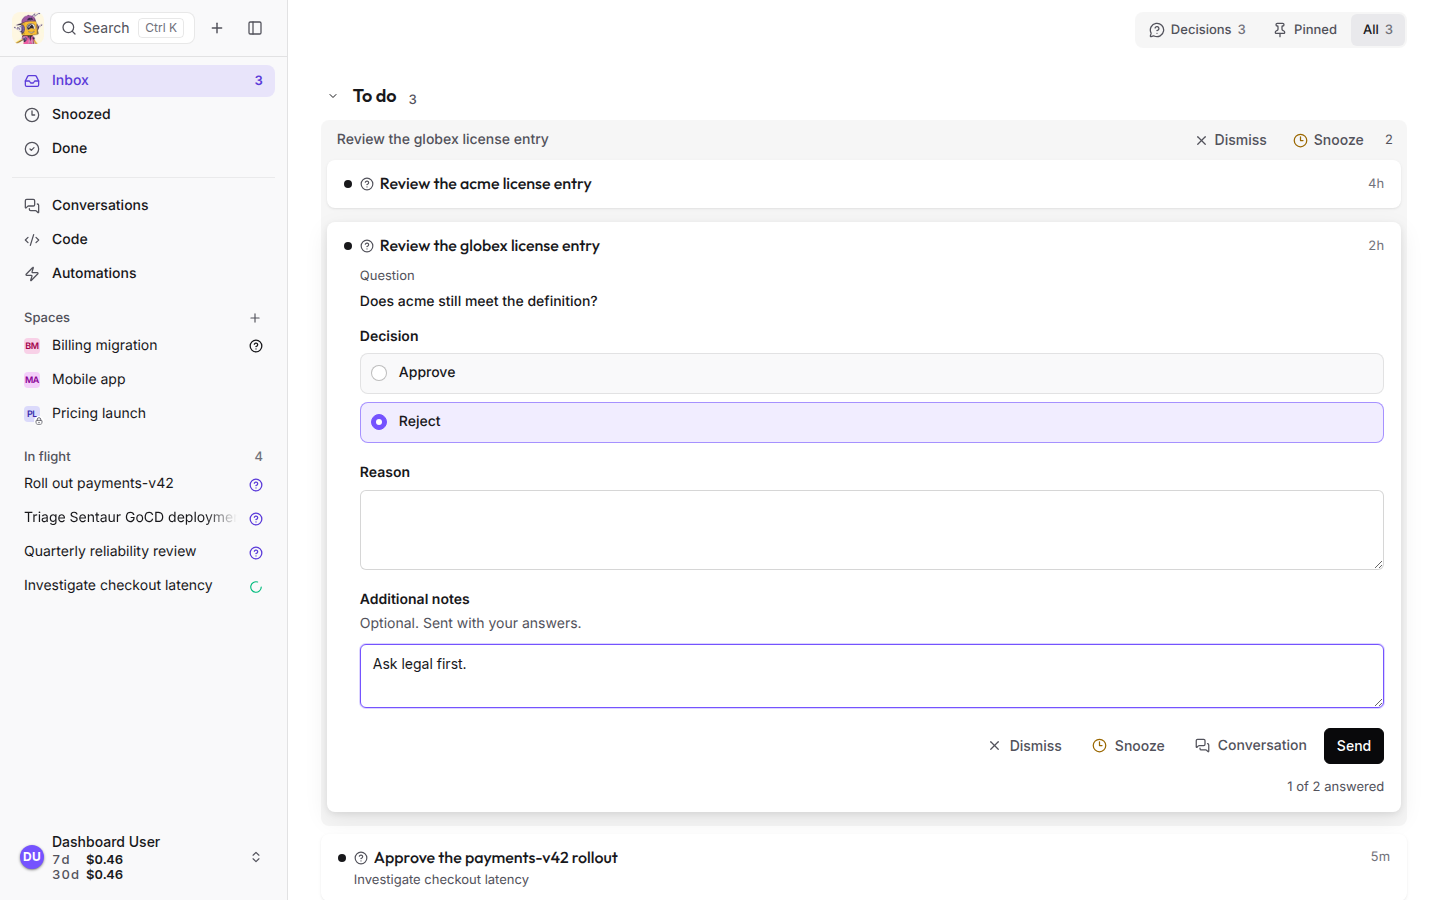 Search Ctrl K
Inbox 3
Snoozed
Done
Conversations
Code
Automations
Spaces
BM Billing migration
MA Mobile app
PL Pricing launch
In flight 4
Roll out payments-v42
Triage Sentaur GoCD deployme
Quarterly reliability review
Investigate checkout latency
DU Dashboard User
7d $0.46
30d $0.46
Decisions 3 Pinned All 3
To do 3
Review the globex license entry Dismiss Snooze 2
Review the acme license entry 4h
Review the globex license entry 2h
Question
Does acme still meet the definition?
Decision
Approve
Reject
Reason
Additional notes
Optional. Sent with your answers.
Ask legal first.
Dismiss Snooze Conversation Send
1 of 2 answered
Approve the payments-v42 rollout 5m
Investigate checkout latency